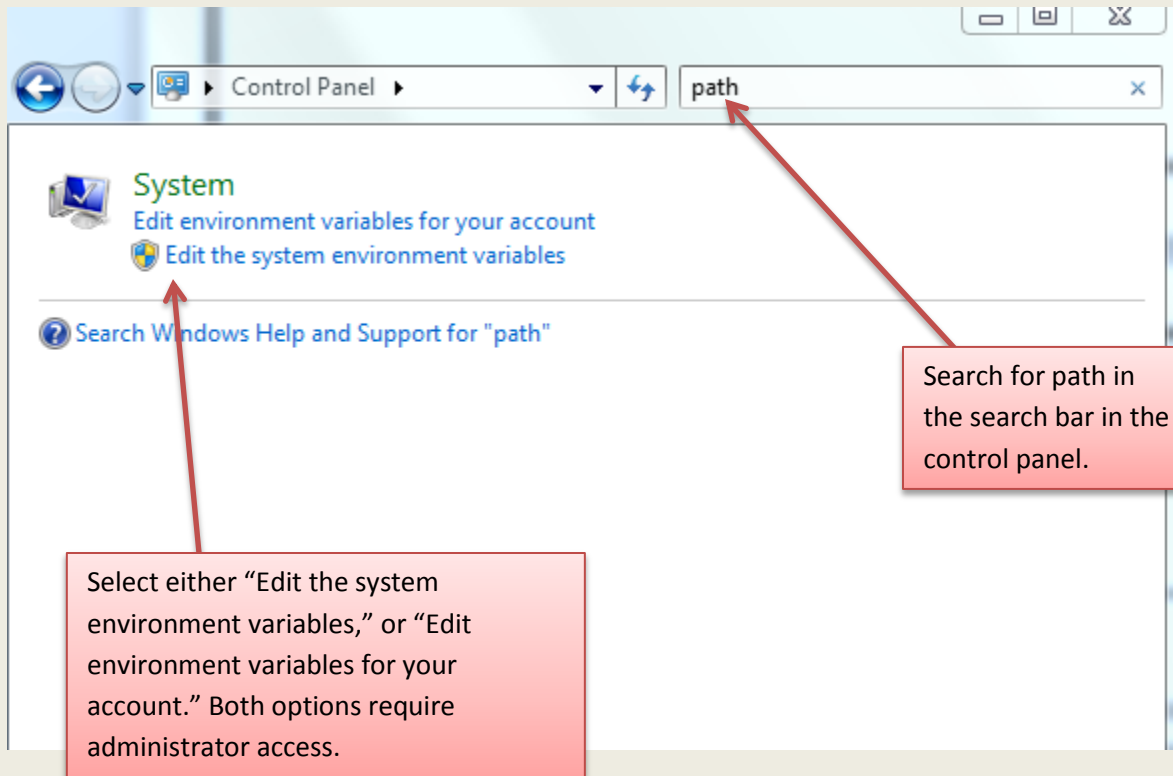 Control Panel
path
System
Edit environment variables for your account
Edit the system environment variables
Search Windows Help and Support for "path"
Search for path in
the search bar in the
control panel.
Select either “Edit the system
environment variables,” or “Edit
environment variables for your
account.” Both options require
administrator access.